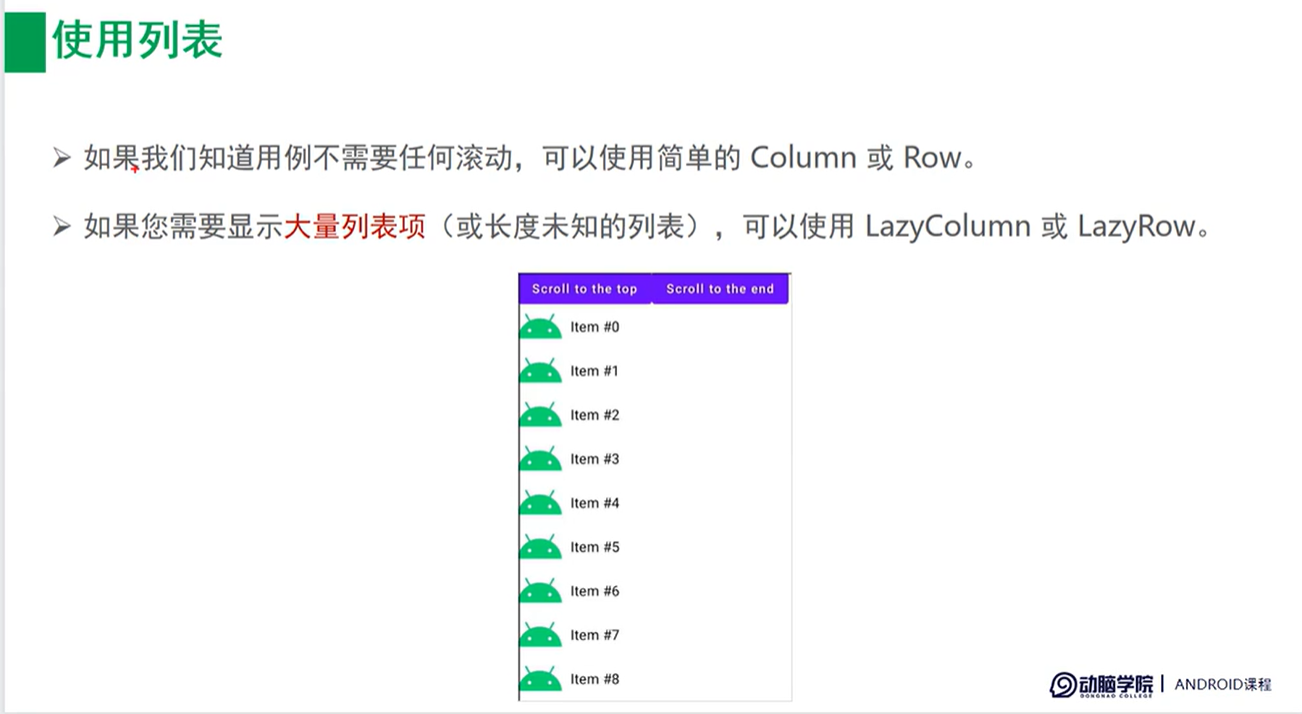 使用列表
如果我们知道用例不需要任何滚动，可以使用简单的 Column 或 Row。
如果您需要显示大量列表项（或长度未知的列表），可以使用 LazyColumn 或 LazyRow。
Scroll to the top Scroll to the end
Item #0
Item #1
Item #2
Item #3
Item #4
Item #5
Item #6
Item #7
Item #8
动脑学院 | ANDROID课程
DONGNAO COLLEGE